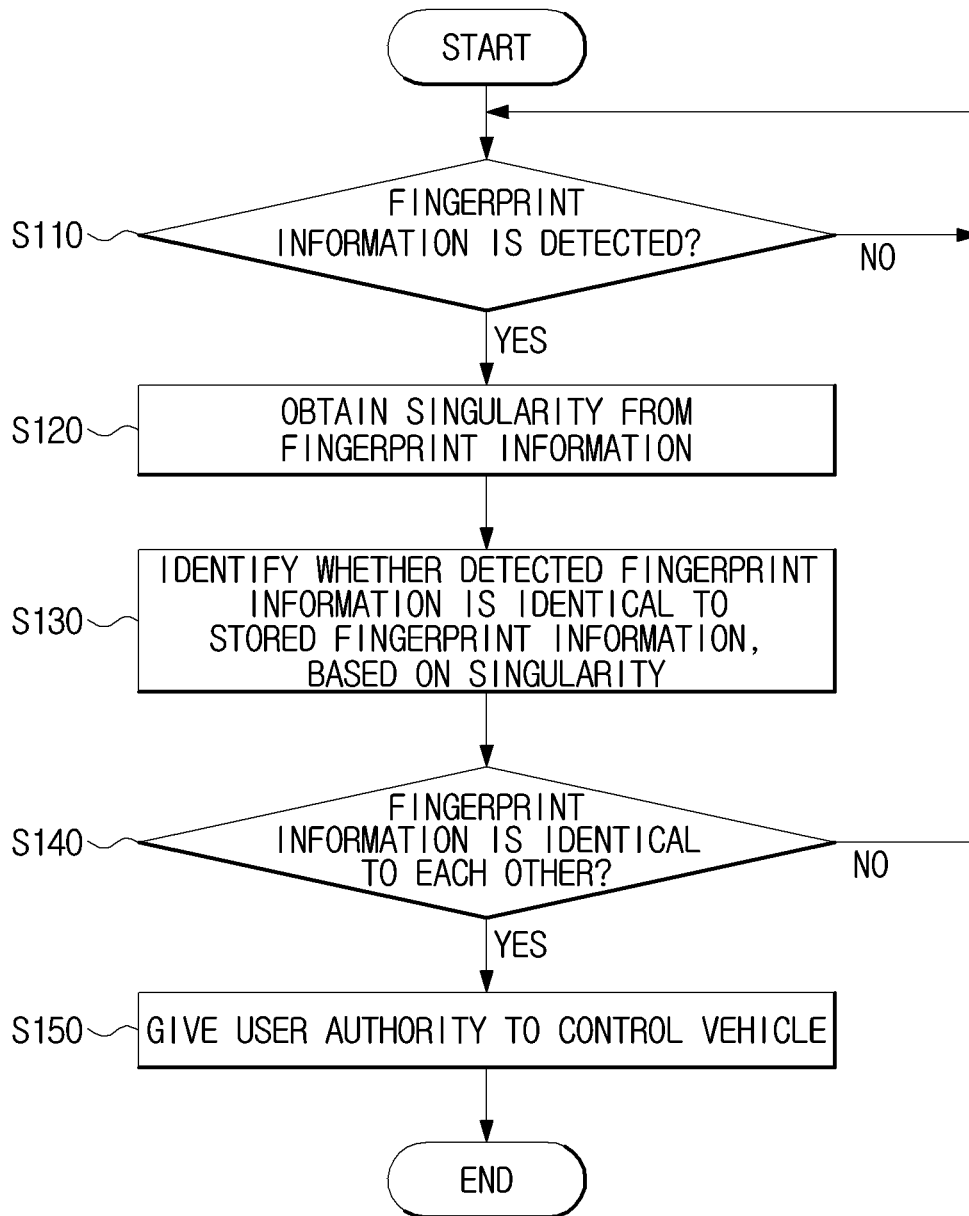 START
FINGERPRINT
INFORMATION IS DETECTED?
S110
NO
YES
OBTAIN SINGULARITY FROM
FINGERPRINT INFORMATION
S120
IDENTIFY WHETHER DETECTED FINGERPRINT
INFORMATION IS IDENTICAL TO
STORED FINGERPRINT INFORMATION,
BASED ON SINGULARITY
S130
FINGERPRINT
INFORMATION IS IDENTICAL
TO EACH OTHER?
S140
NO
YES
S150
GIVE USER AUTHORITY TO CONTROL VEHICLE
END